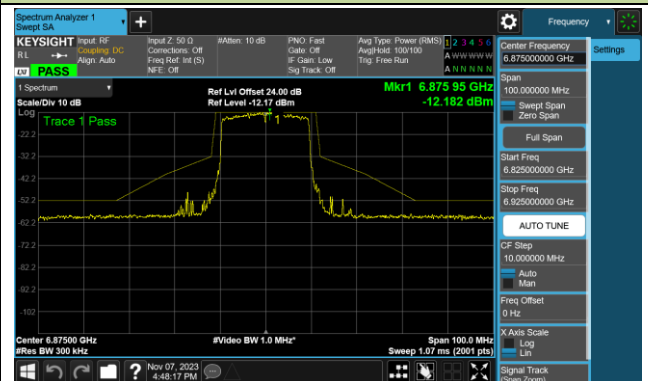 Spectrum Analyzer 1
Swept SA
Frequency
KEYSIGHT
RL
PASS
Input: RF
Coupling: DC
Align: Auto
Input Z: 50 Ω
Corrections: Off
Freq Ref: Int (S)
NFE: Off
#Atten: 10 dB
PNO: Fast
Gate: Off
IF Gain: Low
Sig Track: Off
Avg Type: Power (RMS)
Avg|Hold: 100/100
Trig: Free Run
1 2 3 4 5 6
A W W W W W
A N N N N N
1 Spectrum
Scale/Div 10 dB
Ref Lvl Offset 24.00 dB
Ref Level -12.17 dBm
Mkr1 6.875 95 GHz
-12.182 dBm
Log
Trace 1 Pass
1
-22.2
-32.2
-42.2
-52.2
-62.2
-72.2
-82.2
-92.2
-102
Center 6.87500 GHz
#Res BW 300 kHz
#Video BW 1.0 MHz*
Span 100.0 MHz
Sweep 1.07 ms (2001 pts)
Nov 07, 2023
4:48:17 PM
Center Frequency
6.875000000 GHz
Settings
Span
100.000000 MHz
Swept Span
Zero Span
Full Span
Start Freq
6.825000000 GHz
Stop Freq
6.925000000 GHz
AUTO TUNE
CF Step
10.000000 MHz
Auto
Man
Freq Offset
0 Hz
X Axis Scale
Log
Lin
Signal Track
(Span Zoom)